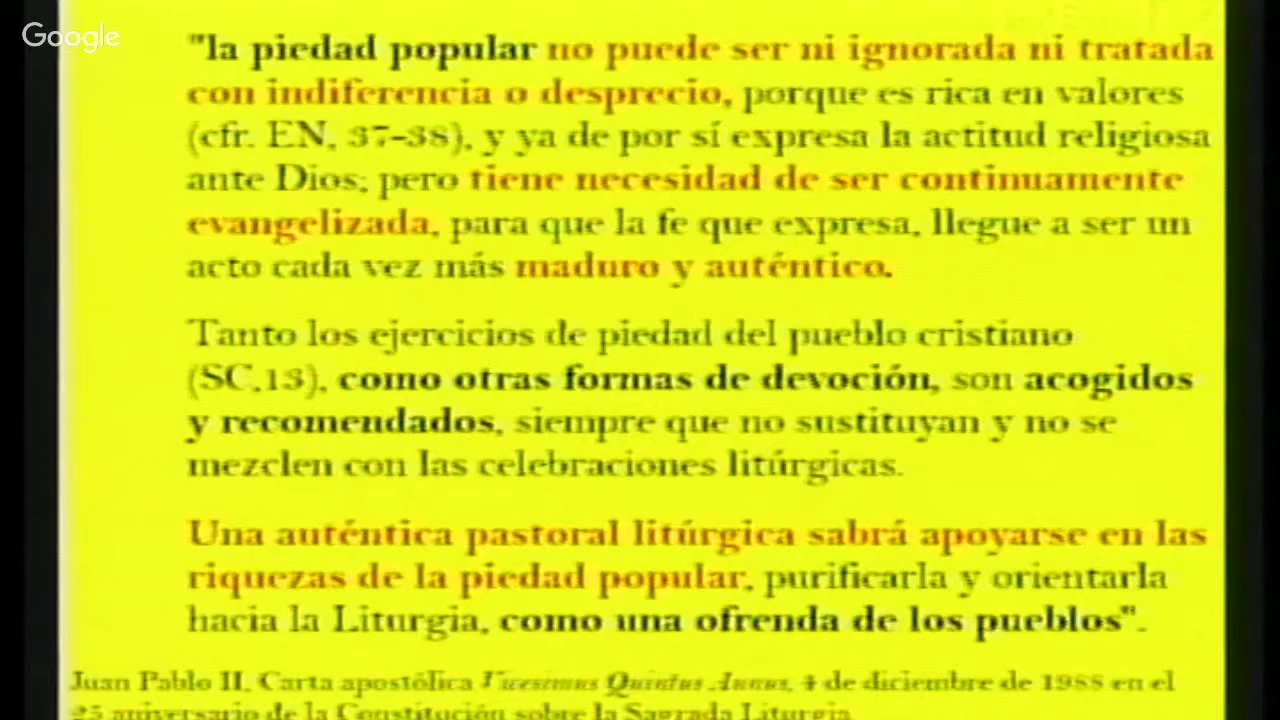 Google
"la piedad popular no puede ser ni ignorada ni tratada
con indiferencia o desprecio, porque es rica en valores
(cfr. EN, 37-38), y ya de por sí expresa la actitud religiosa
ante Dios; pero tiene necesidad de ser continuamente
evangelizada, para que la fe que expresa, llegue a ser un
acto cada vez más maduro y auténtico.
Tanto los ejercicios de piedad del pueblo cristiano
(SC,13), como otras formas de devoción, son acogidos
y recomendados, siempre que no sustituyan y no se
mezclen con las celebraciones litúrgicas.
Una auténtica pastoral litúrgica sabrá apoyarse en las
riquezas de la piedad popular, purificarla y orientarla
hacia la Liturgia, como una ofrenda de los pueblos".
Juan Pablo II, Carta apostólica Vicesimus Quintus Annus, 4 de diciembre de 1988 en el
25 aniversario de la Constitución sobre la Sagrada Liturgia